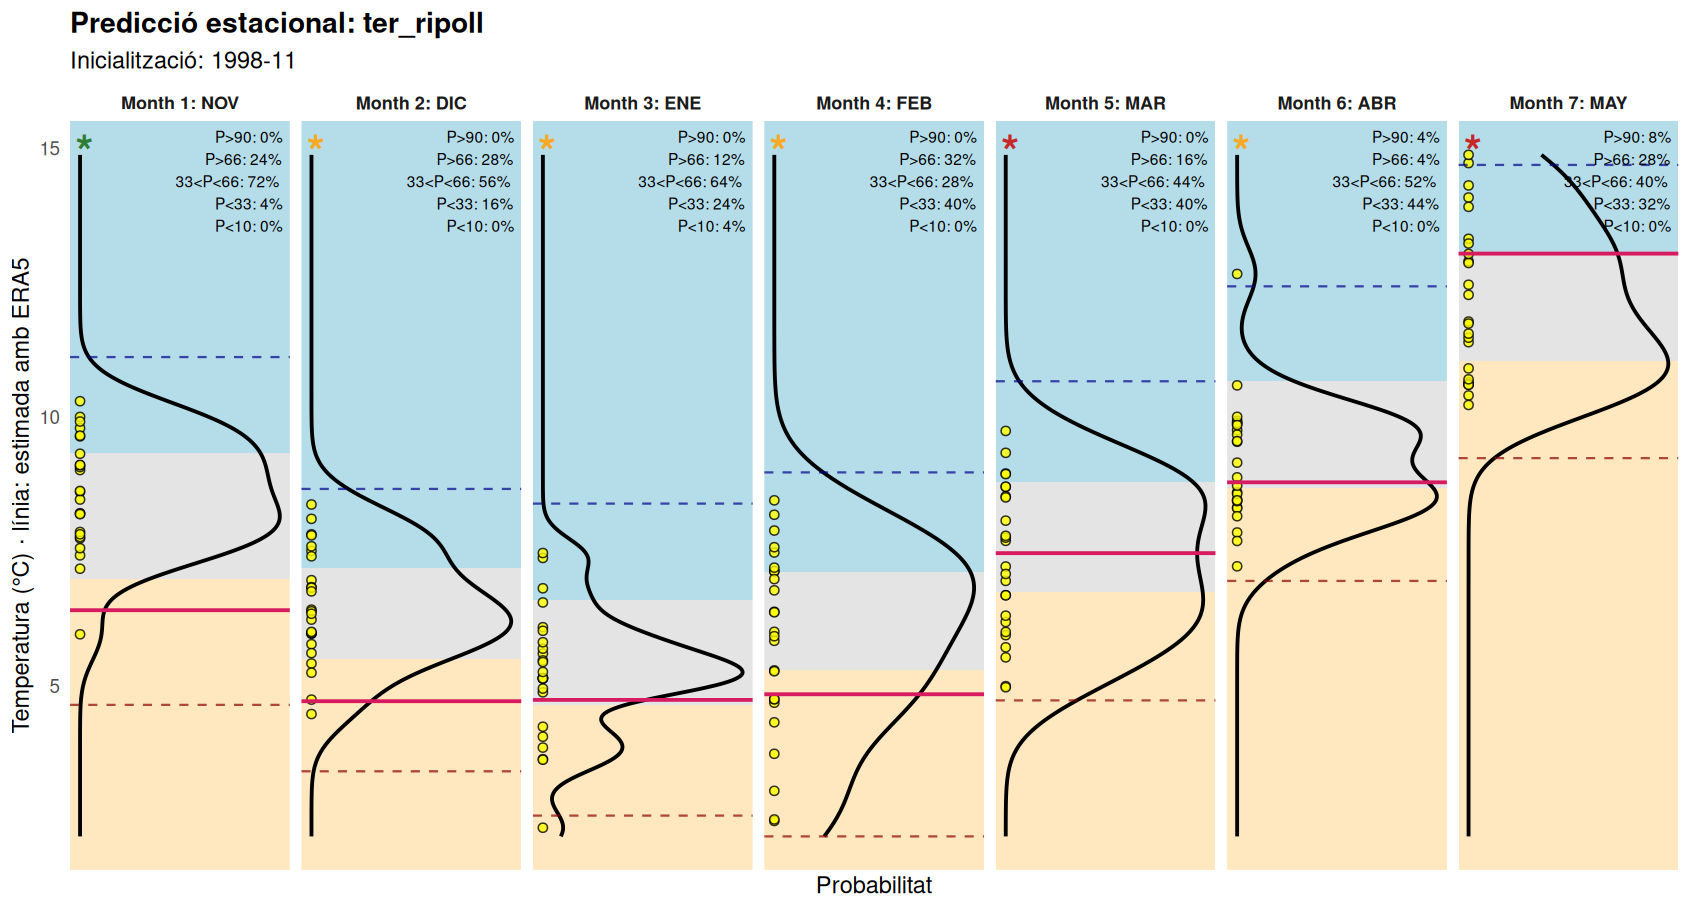 Predicció estacional: ter_ripoll
Inicialització: 1998-11
Month 1: NOV
Month 2: DIC
Month 3: ENE
Month 4: FEB
Month 5: MAR
Month 6: ABR
Month 7: MAY
Temperatura (°C) · línia: estimada amb ERA5
15
10
5
*
P>90: 0%
P>66: 24%
33<P<66: 72%
P<33: 4%
P<10: 0%
*
P>90: 0%
P>66: 28%
33<P<66: 56%
P<33: 16%
P<10: 0%
*
P>90: 0%
P>66: 12%
33<P<66: 64%
P<33: 24%
P<10: 4%
*
P>90: 0%
P>66: 32%
33<P<66: 28%
P<33: 40%
P<10: 0%
*
P>90: 0%
P>66: 16%
33<P<66: 44%
P<33: 40%
P<10: 0%
*
P>90: 4%
P>66: 4%
33<P<66: 52%
P<33: 44%
P<10: 0%
*
P>90: 8%
P>66: 28%
33<P<66: 40%
P<33: 32%
P<10: 0%
Probabilitat